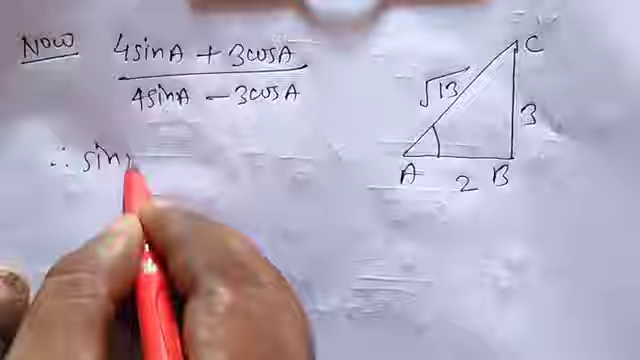 Now
4sinA + 3cosA
4sinA − 3cosA
∴ sin
C
√13
3
A
2
B